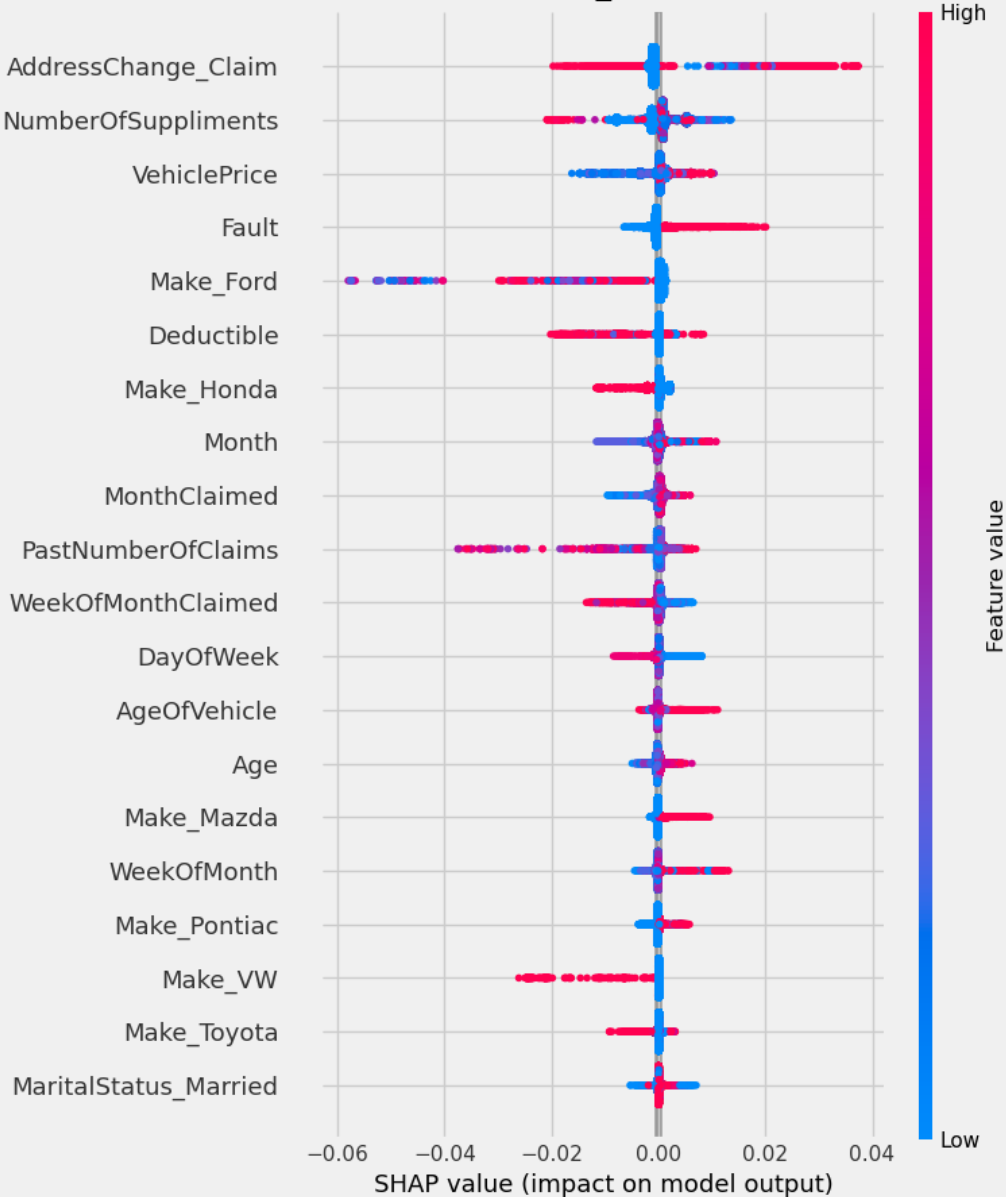 High
AddressChange_Claim
NumberOfSuppliments
VehiclePrice
Fault
Make_Ford
Deductible
Make_Honda
Month
MonthClaimed
PastNumberOfClaims
WeekOfMonthClaimed
DayOfWeek
AgeOfVehicle
Age
Make_Mazda
WeekOfMonth
Make_Pontiac
Make_VW
Make_Toyota
MaritalStatus_Married
Feature value
Low
−0.06 −0.04 −0.02 0.00 0.02 0.04
SHAP value (impact on model output)